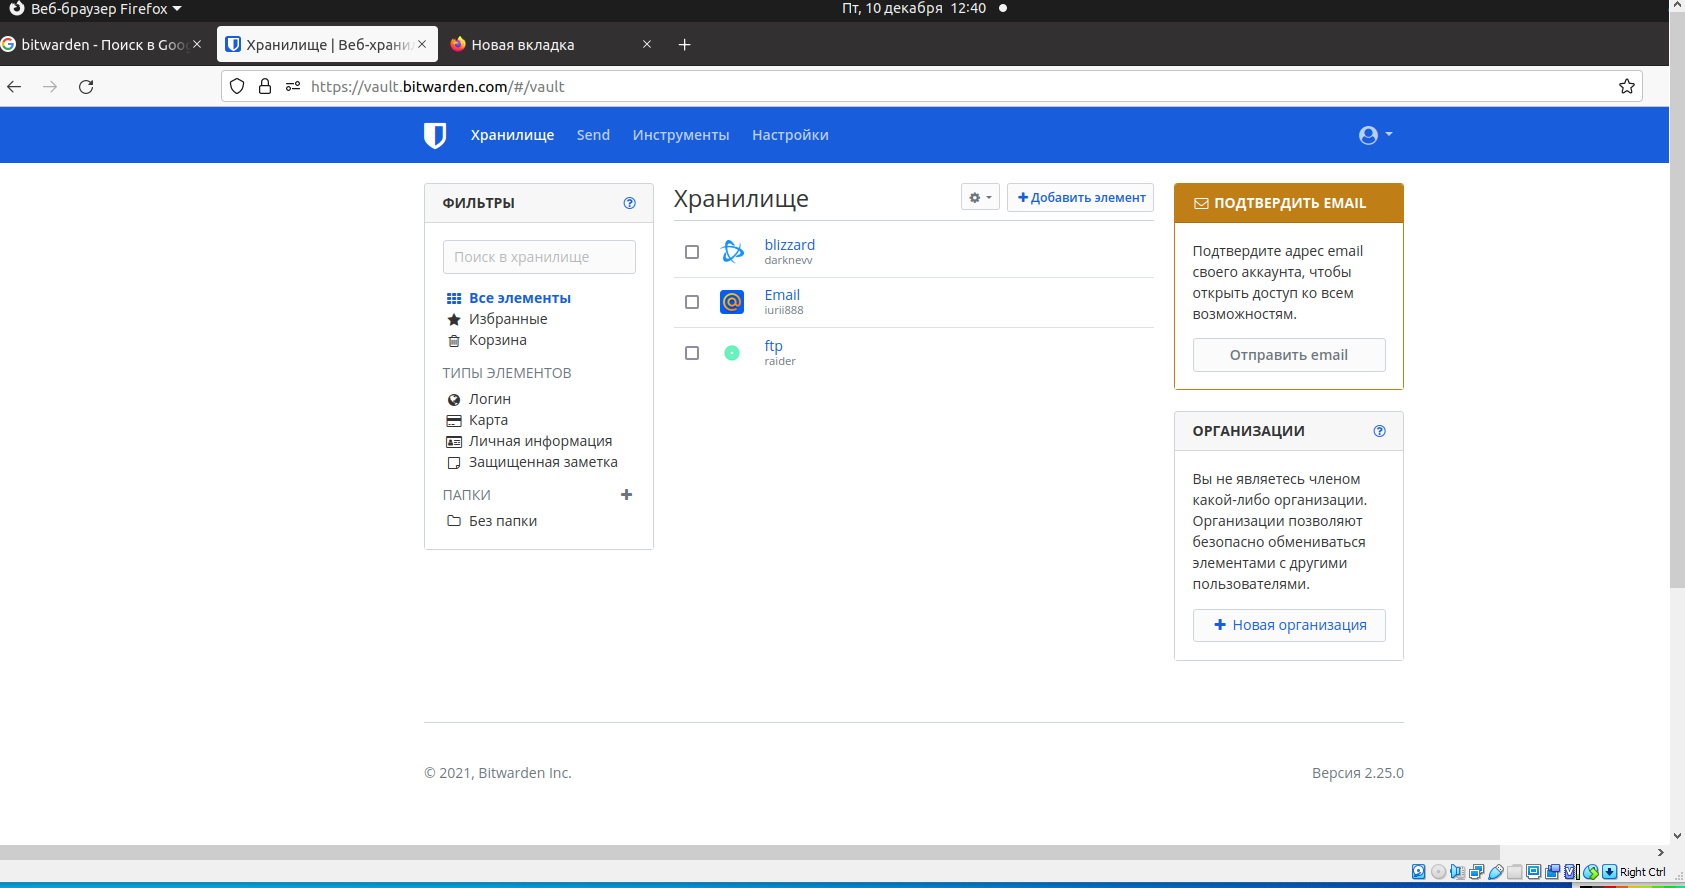 Веб-браузер Firefox
Пт, 10 декабря 12:40
bitwarden - Поиск в Goo
Хранилище | Веб-храни
Новая вкладка
https://vault.bitwarden.com/#/vault
Хранилище
Send
Инструменты
Настройки
ФИЛЬТРЫ
Поиск в хранилище
Все элементы
Избранные
Корзина
ТИПЫ ЭЛЕМЕНТОВ
Логин
Карта
Личная информация
Защищенная заметка
ПАПКИ
Без папки
Хранилище
Добавить элемент
blizzard
darknevv
Email
iurii888
ftp
raider
ПОДТВЕРДИТЬ EMAIL
Подтвердите адрес email
своего аккаунта, чтобы
открыть доступ ко всем
возможностям.
Отправить email
ОРГАНИЗАЦИИ
Вы не являетесь членом
какой-либо организации.
Организации позволяют
безопасно обмениваться
элементами с другими
пользователями.
Новая организация
© 2021, Bitwarden Inc.
Версия 2.25.0
Right Ctrl